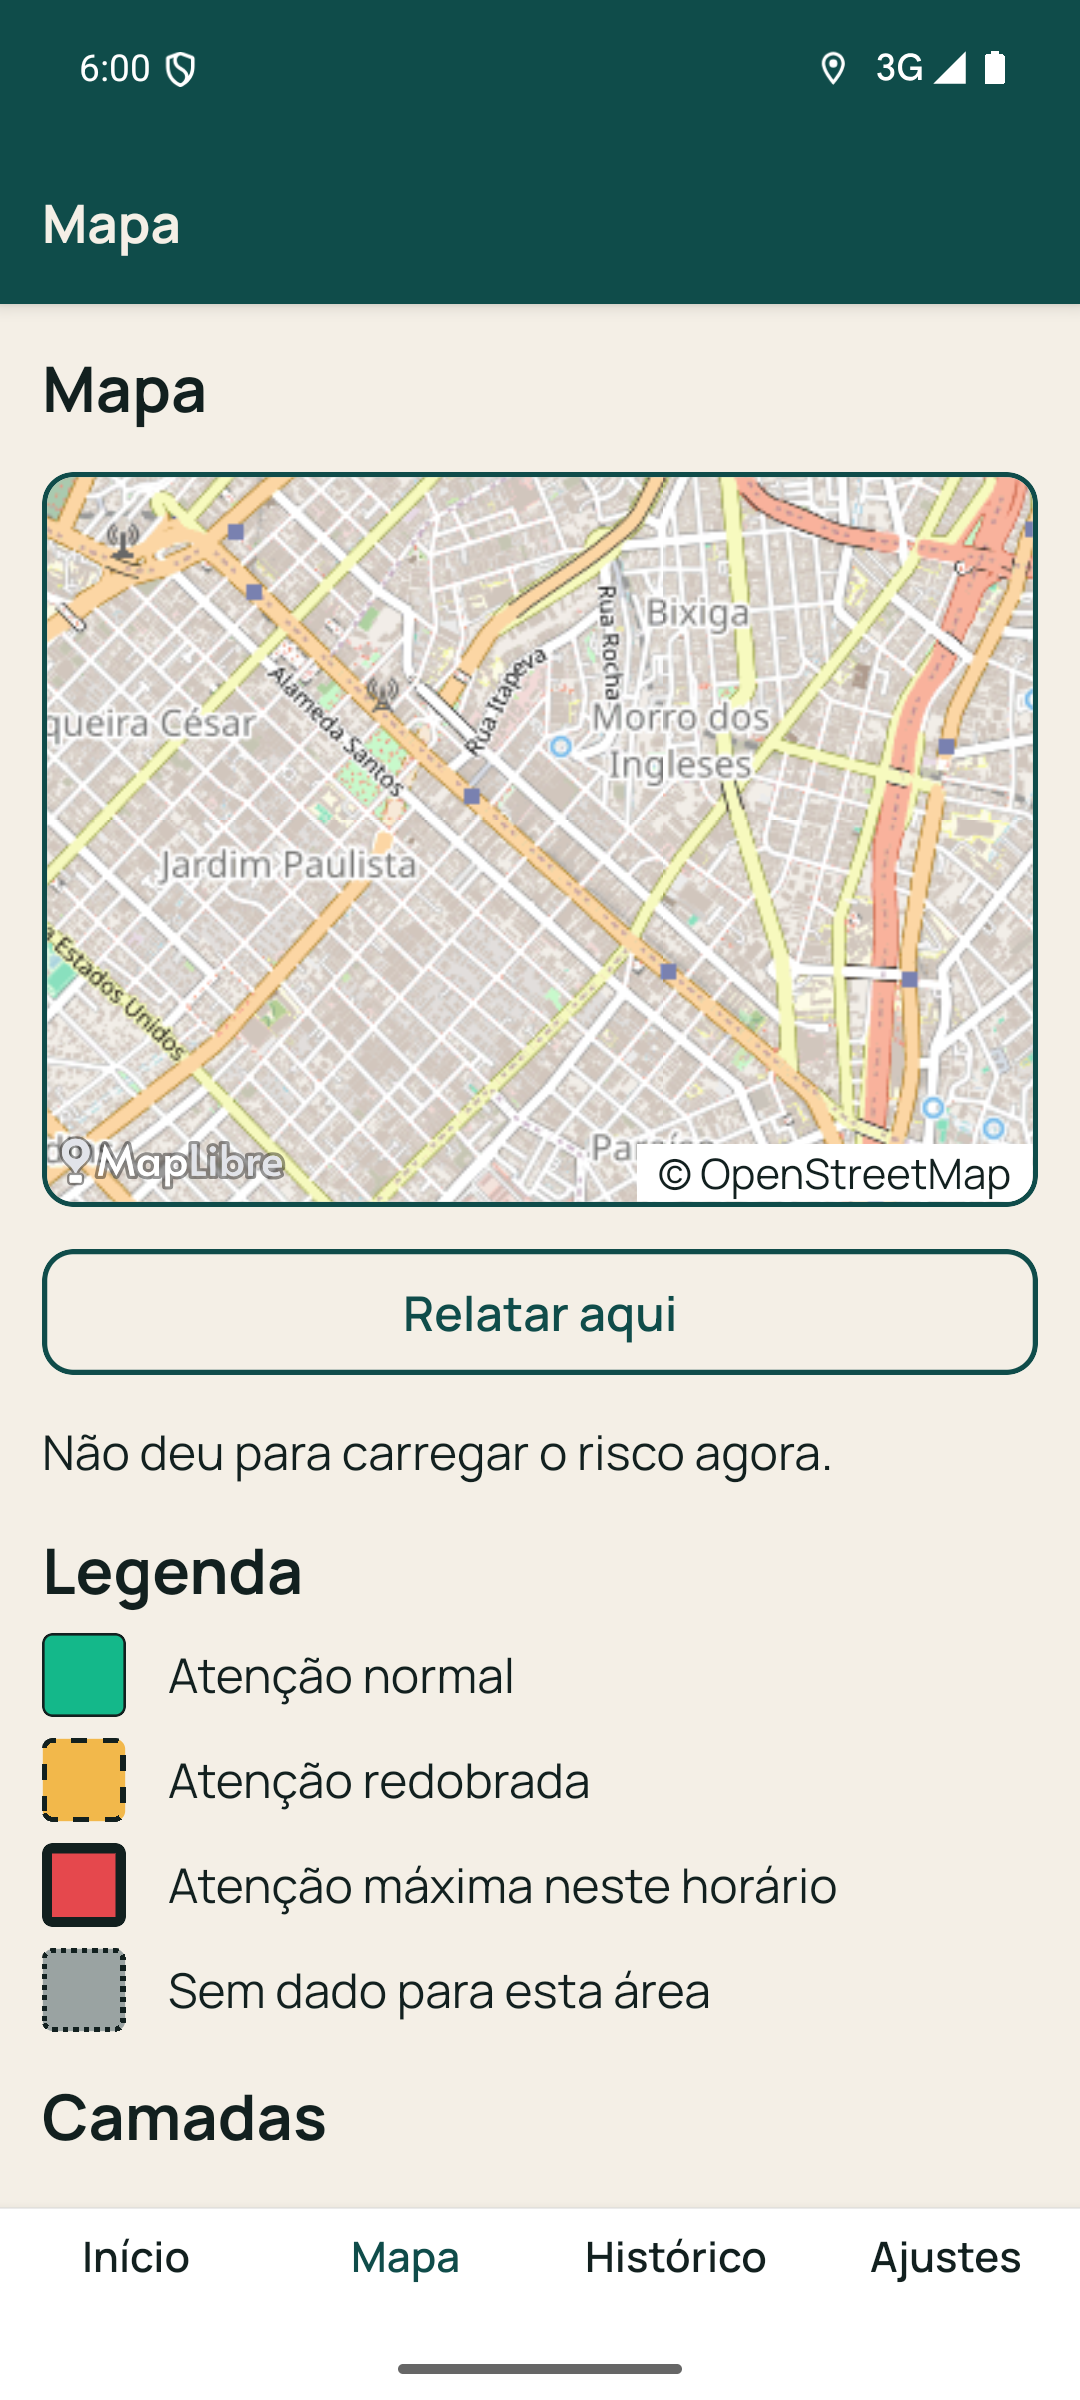 6:00
3G
Mapa
Mapa
Bixiga
Rua Rocha
Rua Itapeva
Alameda Santos
queira César
Morro dos
Ingleses
Jardim Paulista
Estados Unidos
MapLibre
© OpenStreetMap
Relatar aqui
Não deu para carregar o risco agora.
Legenda
Atenção normal
Atenção redobrada
Atenção máxima neste horário
Sem dado para esta área
Camadas
Início
Mapa
Histórico
Ajustes